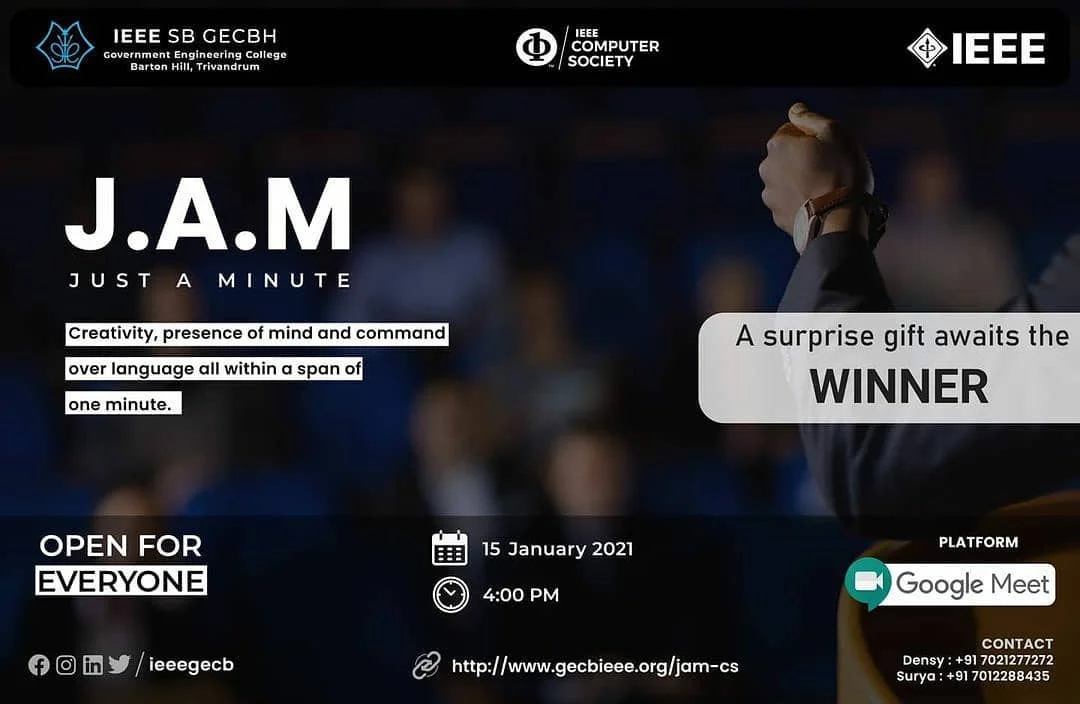 IEEE SB GECBH
Government Engineering College
Barton Hill, Trivandrum
IEEE
COMPUTER
SOCIETY
TM
IEEE
J.A.M
JUST A MINUTE
Creativity, presence of mind and command
over language all within a span of
one minute.
A surprise gift awaits the
WINNER
OPEN FOR
EVERYONE
15 January 2021
4:00 PM
PLATFORM
Google Meet
/ieeegecb
http://www.gecbieee.org/jam-cs
CONTACT
Densy : +91 7021277272
Surya : +91 7012288435